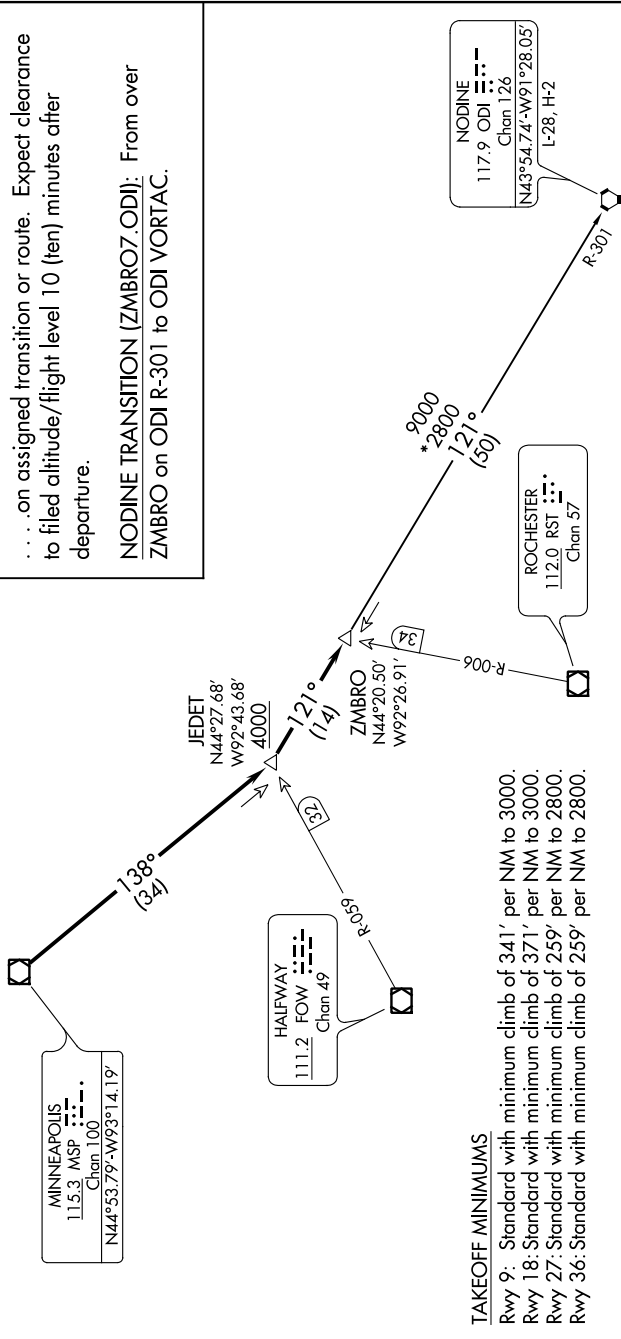 . . . .on assigned transition or route. Expect clearance
to filed altitude/flight level 10 (ten) minutes after
departure.
NODINE TRANSITION (ZMBRO7.ODI): From over
ZMBRO on ODI R-301 to ODI VORTAC.
MINNEAPOLIS
115.3 MSP
Chan 100
N44°53.79'-W93°14.19'
138°
(34)
JEDET
N44°27.68'
W92°43.68'
4000
HALFWAY
111.2 FOW
Chan 49
R-059
32
121°
(14)
ZMBRO
N44°20.50'
W92°26.91'
34
R-006
ROCHESTER
112.0 RST
Chan 57
9000
*2800
121°
(50)
NODINE
117.9 ODI
Chan 126
N43°54.74'-W91°28.05'
L-28, H-2
R-301
TAKEOFF MINIMUMS
Rwy 9: Standard with minimum climb of 341' per NM to 3000.
Rwy 18: Standard with minimum climb of 371' per NM to 3000.
Rwy 27: Standard with minimum climb of 259' per NM to 2800.
Rwy 36: Standard with minimum climb of 259' per NM to 2800.